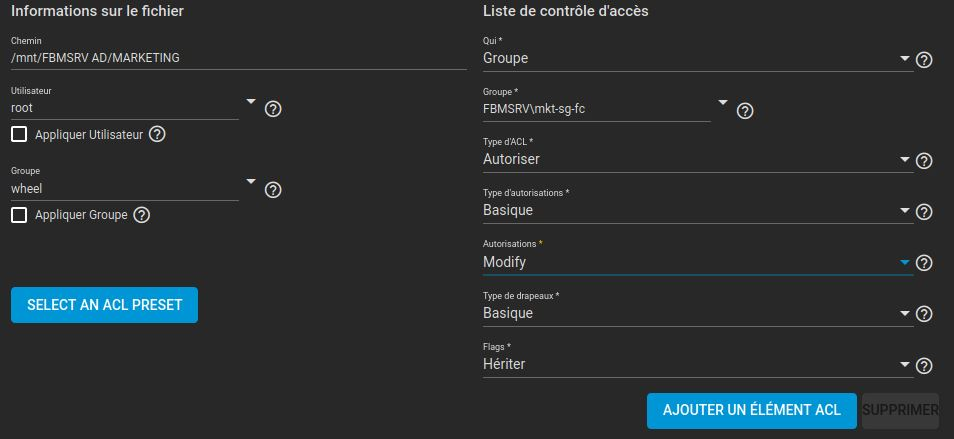 Informations sur le fichier
Chemin
/mnt/FBMSRV AD/MARKETING
Utilisateur
root
Appliquer Utilisateur
Groupe
wheel
Appliquer Groupe
SELECT AN ACL PRESET
Liste de contrôle d'accès
Qui *
Groupe
Groupe *
FBMSRV\mkt-sg-fc
Type d'ACL *
Autoriser
Type d'autorisations *
Basique
Autorisations *
Modify
Type de drapeaux *
Basique
Flags *
Hériter
AJOUTER UN ÉLÉMENT ACL
SUPPRIMER